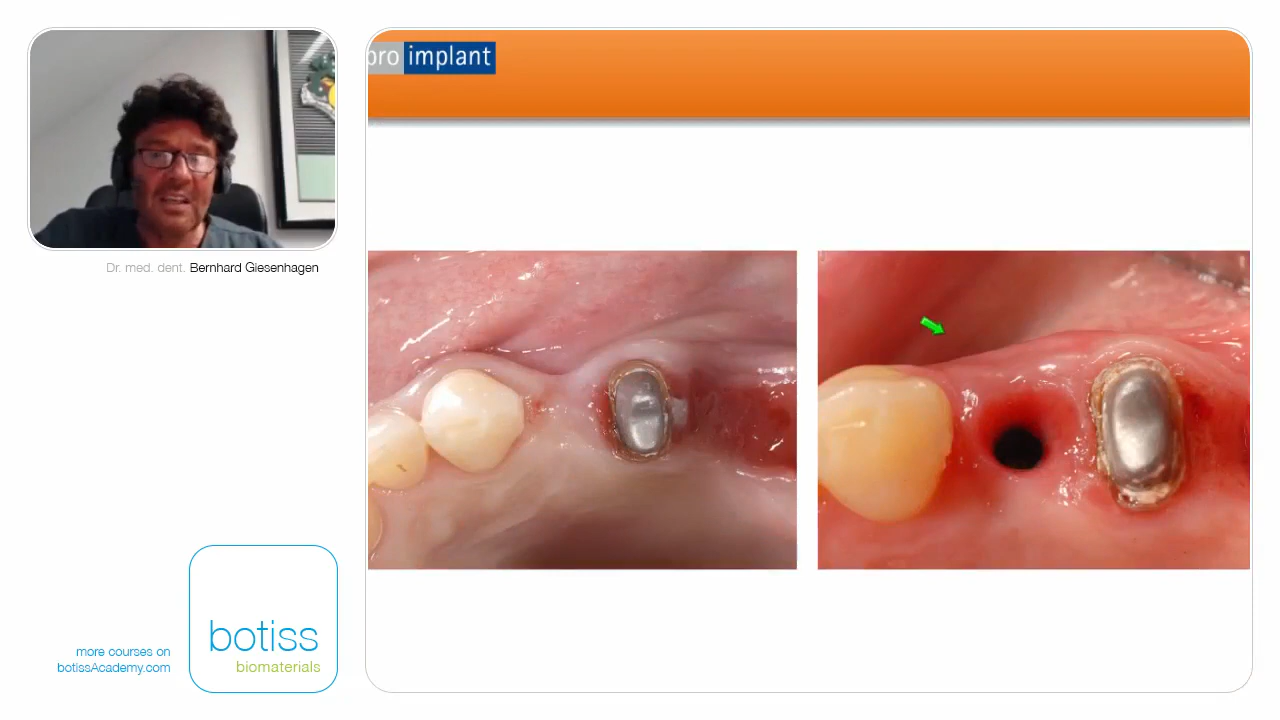 pro implant
Dr. med. dent. Bernhard Giesenhagen
botiss
biomaterials
more courses on
botissAcademy.com